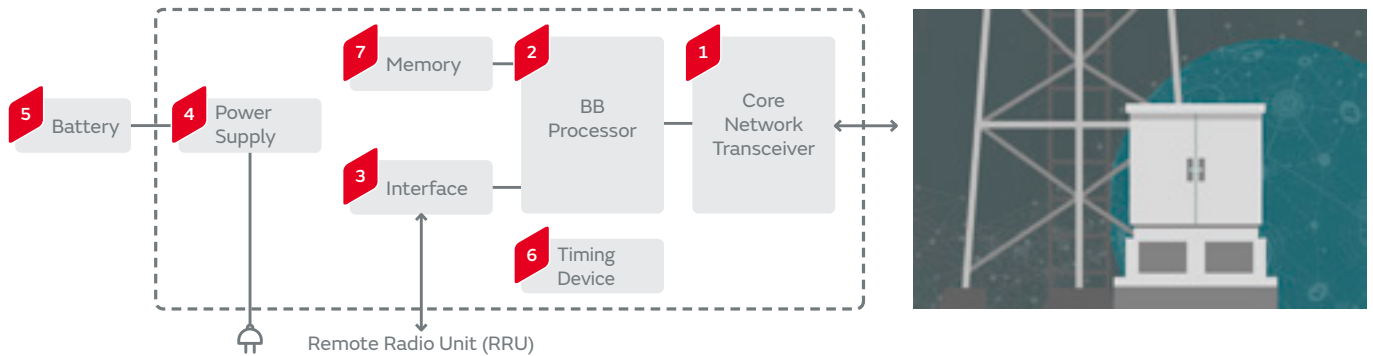 7
Memory
2
BB
Processor
1
Core
Network
Transceiver
5
Battery
4
Power
Supply
3
Interface
6
Timing
Device
Remote Radio Unit (RRU)